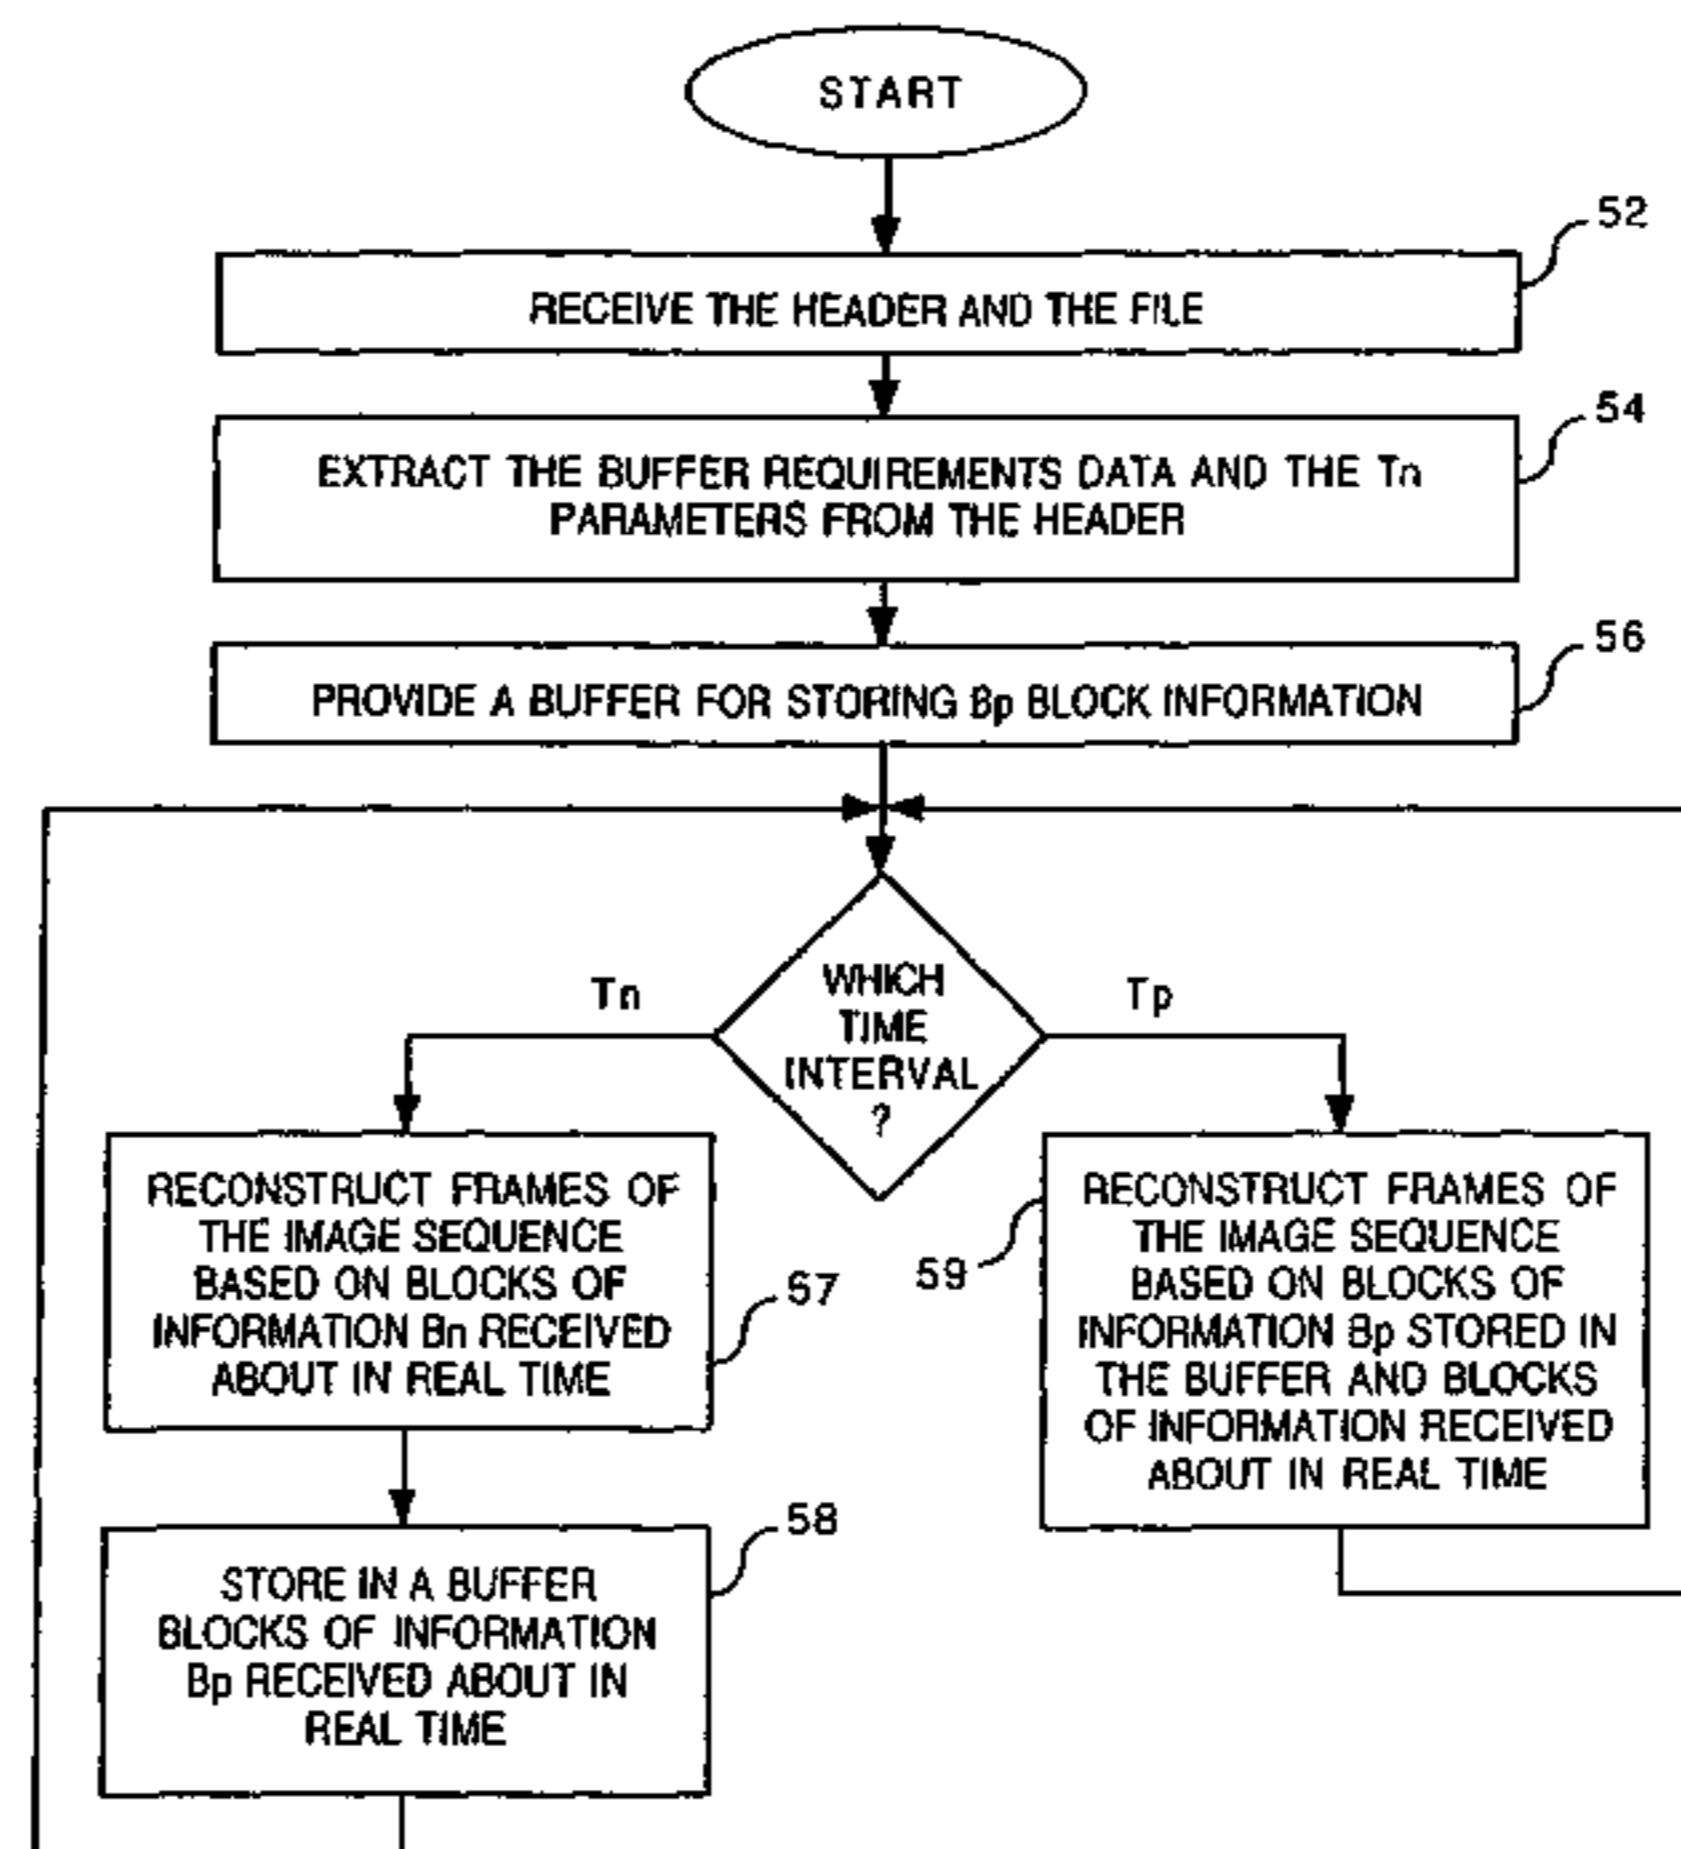 START
52
RECEIVE THE HEADER AND THE FILE
54
EXTRACT THE BUFFER REQUIREMENTS DATA AND THE Tn
PARAMETERS FROM THE HEADER
56
PROVIDE A BUFFER FOR STORING Bp BLOCK INFORMATION
WHICH
TIME
INTERVAL
?
Tn
Tp
RECONSTRUCT FRAMES OF
THE IMAGE SEQUENCE
BASED ON BLOCKS OF
INFORMATION Bn RECEIVED
ABOUT IN REAL TIME
57
59
RECONSTRUCT FRAMES OF
THE IMAGE SEQUENCE
BASED ON BLOCKS OF
INFORMATION Bp STORED IN
THE BUFFER AND BLOCKS
OF INFORMATION RECEIVED
ABOUT IN REAL TIME
58
STORE IN A BUFFER
BLOCKS OF INFORMATION
Bp RECEIVED ABOUT IN
REAL TIME